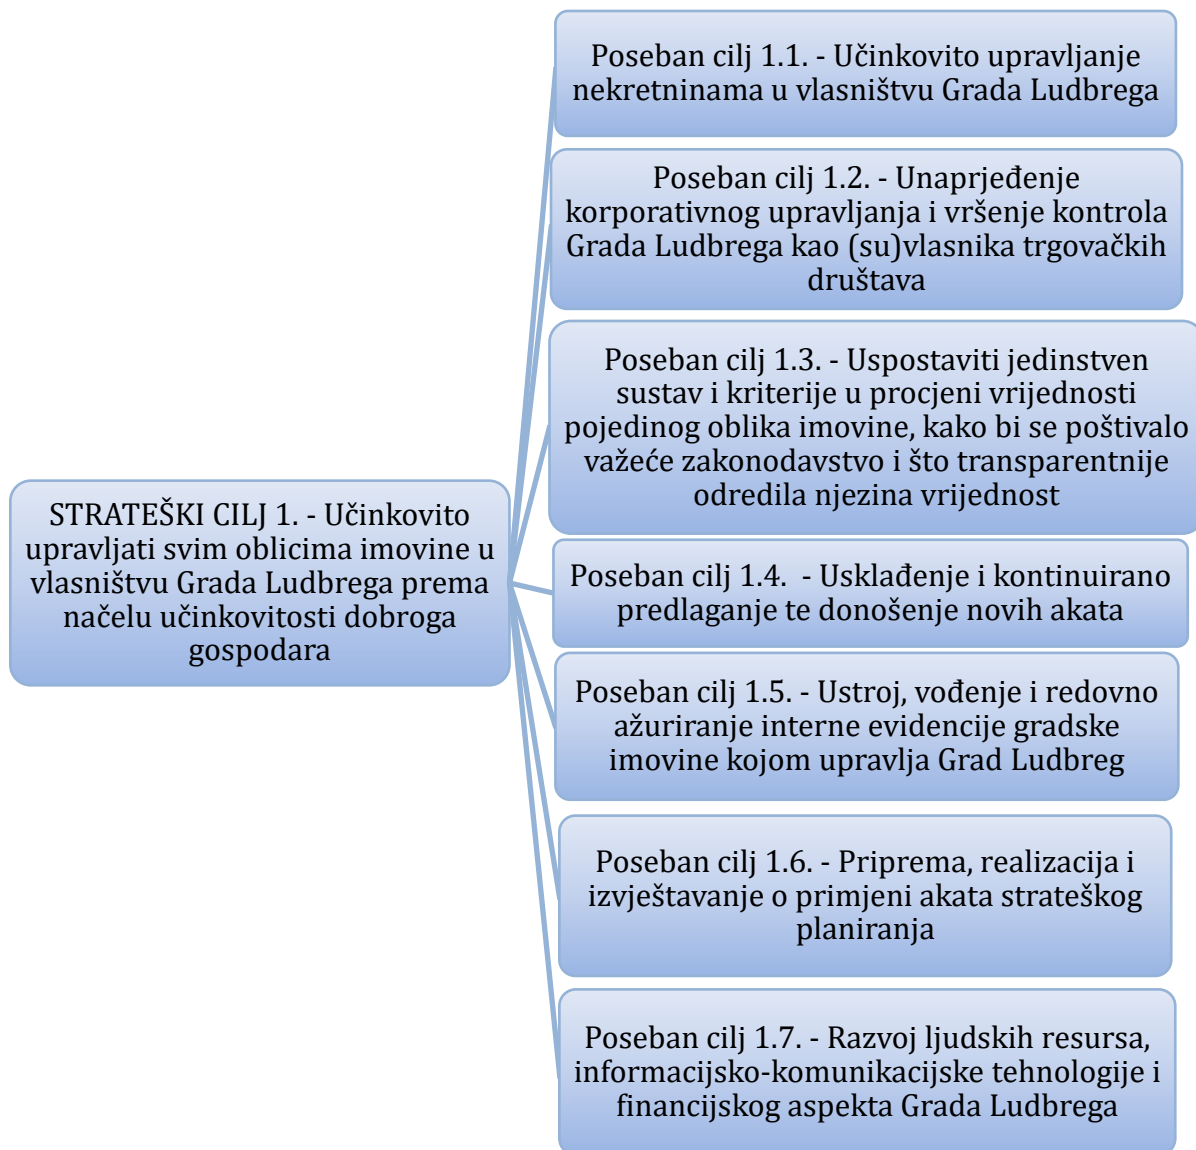 STRATEŠKI CILJ 1. - Učinkovito
upravljati svim oblicima imovine u
vlasništvu Grada Ludbrega prema
načelu učinkovitosti dobroga
gospodara
Poseban cilj 1.1. - Učinkovito upravljanje
nekretninama u vlasništvu Grada Ludbrega
Poseban cilj 1.2. - Unaprjeđenje
korporativnog upravljanja i vršenje kontrola
Grada Ludbrega kao (su)vlasnika trgovačkih
društava
Poseban cilj 1.3. - Uspostaviti jedinstven
sustav i kriterije u procjeni vrijednosti
pojedinog oblika imovine, kako bi se poštivalo
važeće zakonodavstvo i što transparentnije
odredila njezina vrijednost
Poseban cilj 1.4.  - Usklađenje i kontinuirano
predlaganje te donošenje novih akata
Poseban cilj 1.5. - Ustroj, vođenje i redovno
ažuriranje interne evidencije gradske
imovine kojom upravlja Grad Ludbreg
Poseban cilj 1.6. - Priprema, realizacija i
izvještavanje o primjeni akata strateškog
planiranja
Poseban cilj 1.7. - Razvoj ljudskih resursa,
informacijsko-komunikacijske tehnologije i
financijskog aspekta Grada Ludbrega